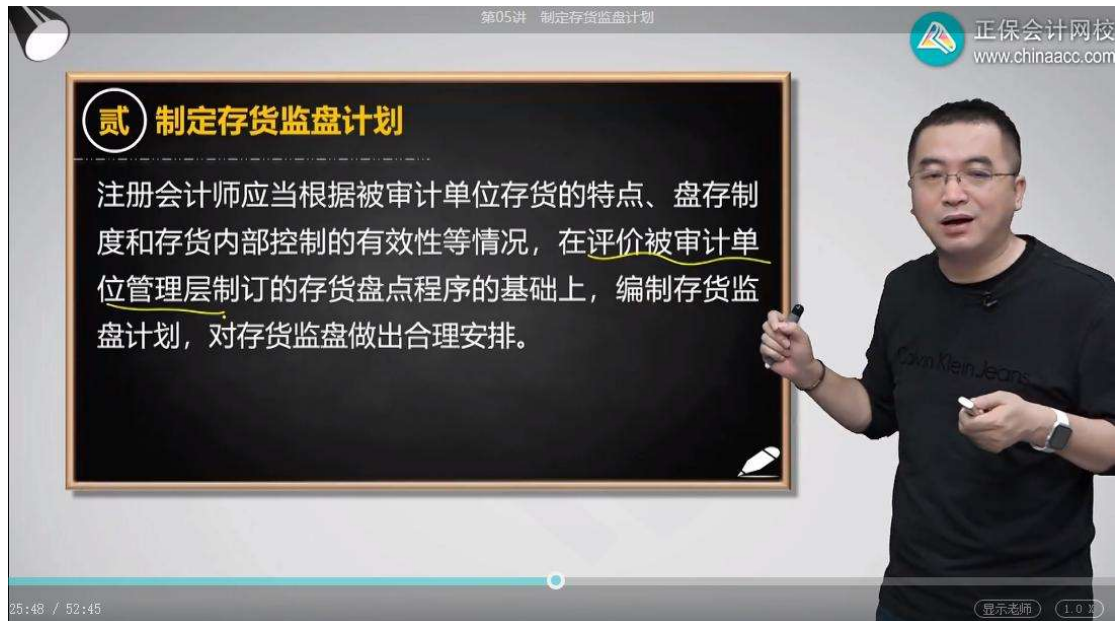 第05讲 制定存货监盘计划
正保会计网校
www.chinaacc.com
贰 制定存货监盘计划
注册会计师应当根据被审计单位存货的特点、盘存制
度和存货内部控制的有效性等情况，在评价被审计单
位管理层制订的存货盘点程序的基础上，编制存货监
盘计划，对存货监盘做出合理安排。
Calvin Klein Jeans
25:48 / 52:45
显示老师
1.0 X